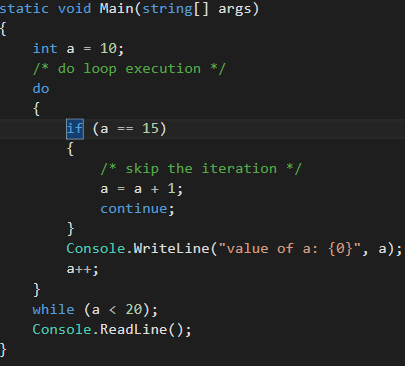 static void Main(string[] args)
{
int a = 10;
/* do loop execution */
do
{
if (a == 15)
{
/* skip the iteration */
a = a + 1;
continue;
}
Console.WriteLine("value of a: {0}", a);
a++;
}
while (a < 20);
Console.ReadLine();
}